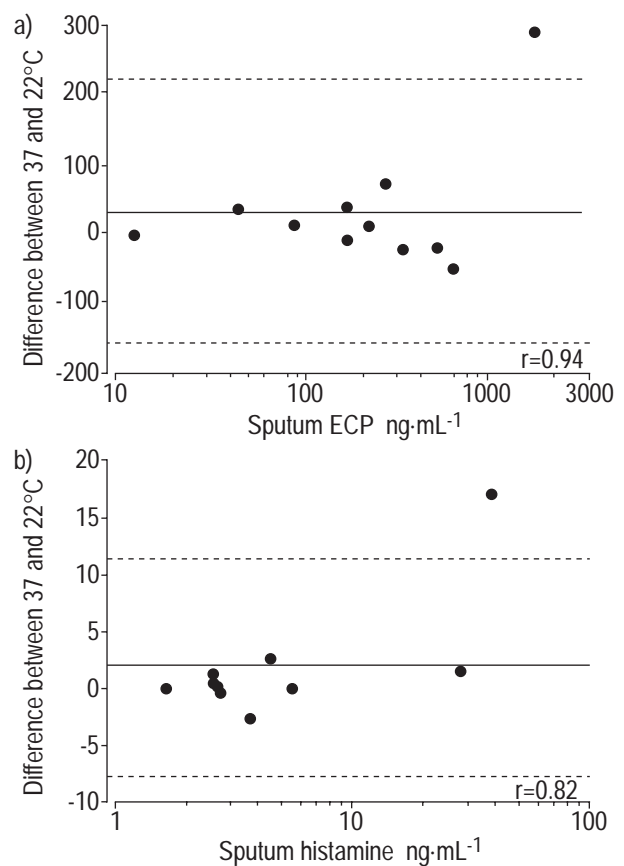 a)
Difference between 37 and 22°C
300
200
100
0
-100
-200
r=0.94
10
100
1000
3000
Sputum ECP ng·mL-1
b)
Difference between 37 and 22°C
20
15
10
5
0
-5
-10
r=0.82
1
10
100
Sputum histamine ng·mL-1